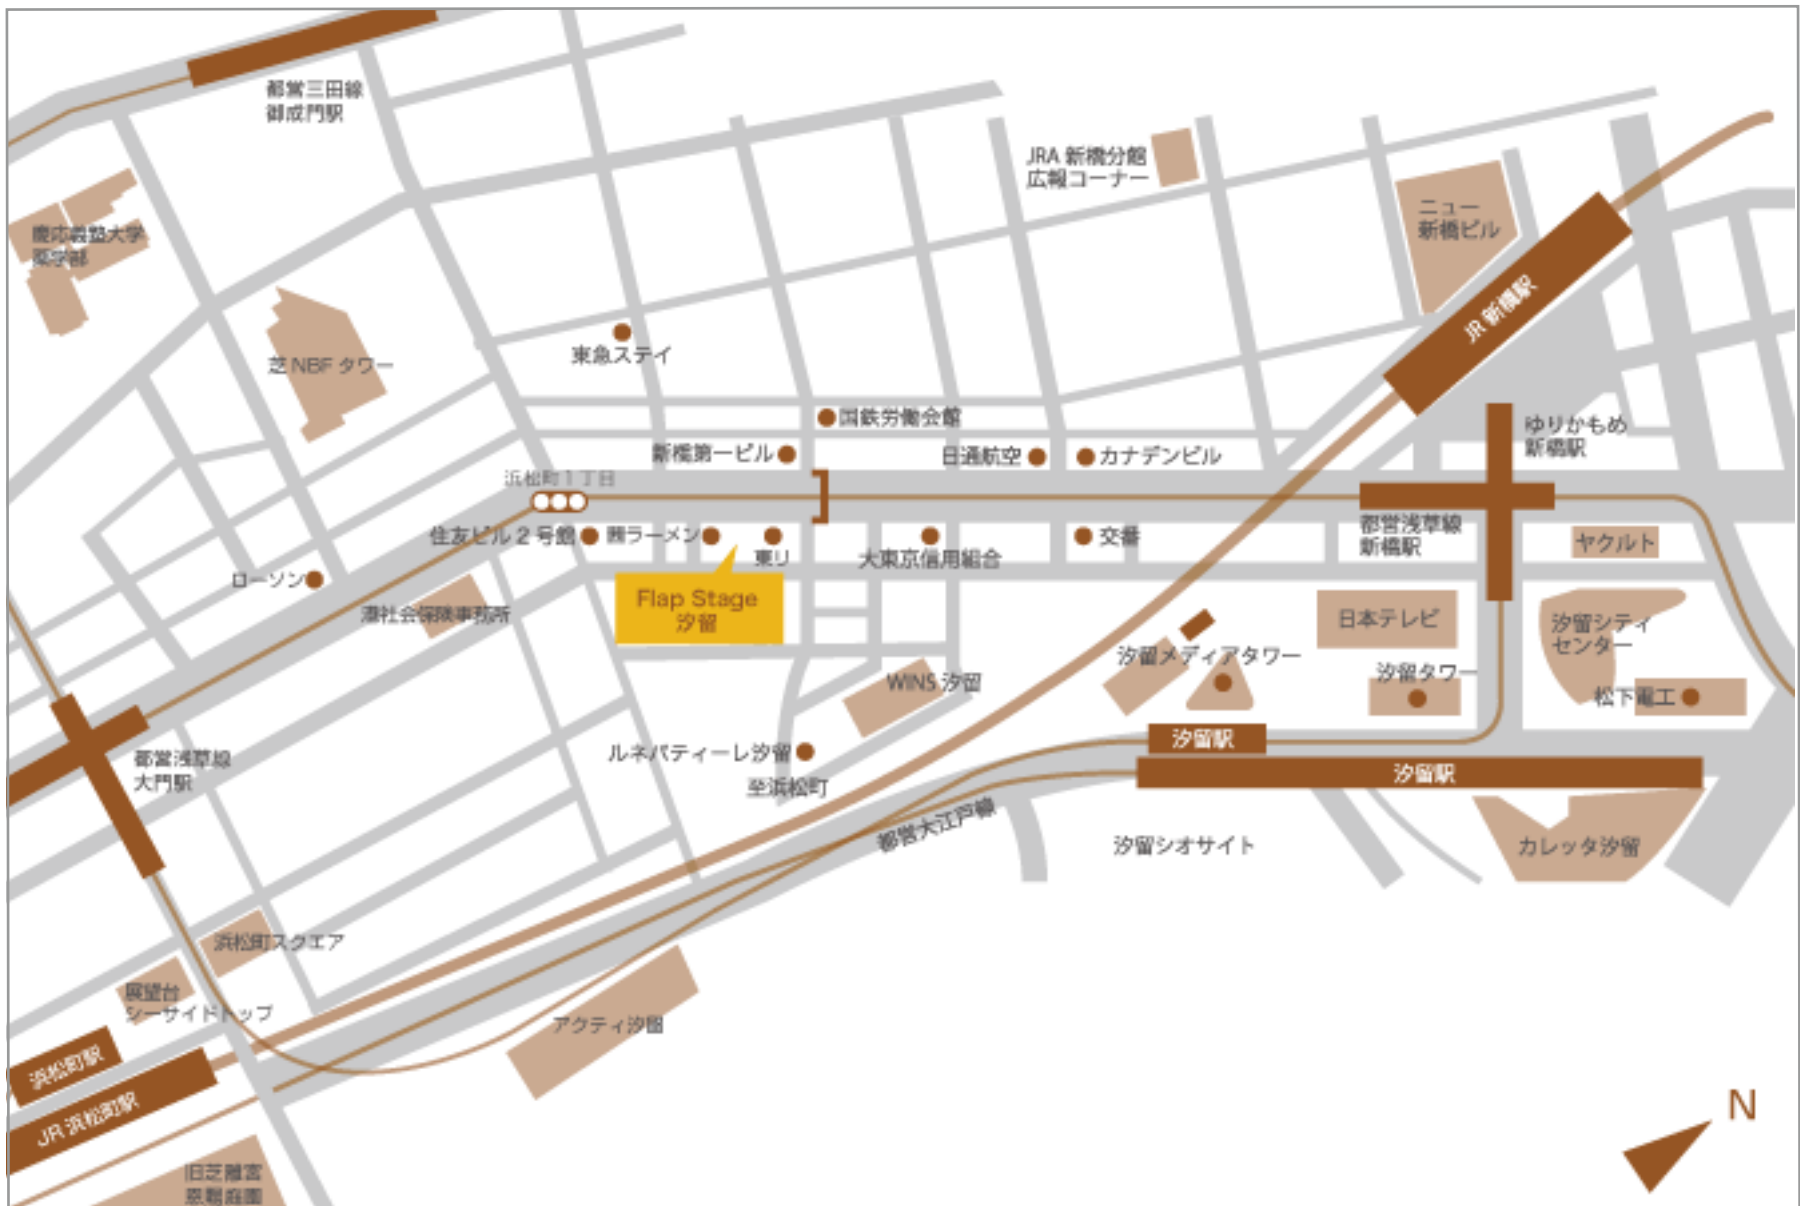 都営三田線
御成門駅
慶応義塾大学
薬学部
芝NBFタワー
JRA 新橋分館
広報コーナー
ニュー
新橋ビル
JR 新橋駅
東急ステイ
国鉄労働会館
新橋第一ビル
日通航空
カナデンビル
ゆりかもめ
新橋駅
浜松町1丁目
住友ビル2号館
ラーメン
東リ
大東京信用組合
交番
都営浅草線
新橋駅
ヤクルト
ローソン
港社会保険事務所
Flap Stage
汐留
日本テレビ
汐留シティ
センター
汐留メディアタワー
汐留タワー
松下電工
WINS 汐留
汐留駅
汐留駅
都営浅草線
大門駅
ルネパティーレ汐留
至浜松町
都営大江戸線
汐留シオサイト
カレッタ汐留
浜松町スクエア
展望台
シーサイドトップ
アクティ汐留
浜松町駅
JR 浜松町駅
旧芝離宮
恩賜庭園
N